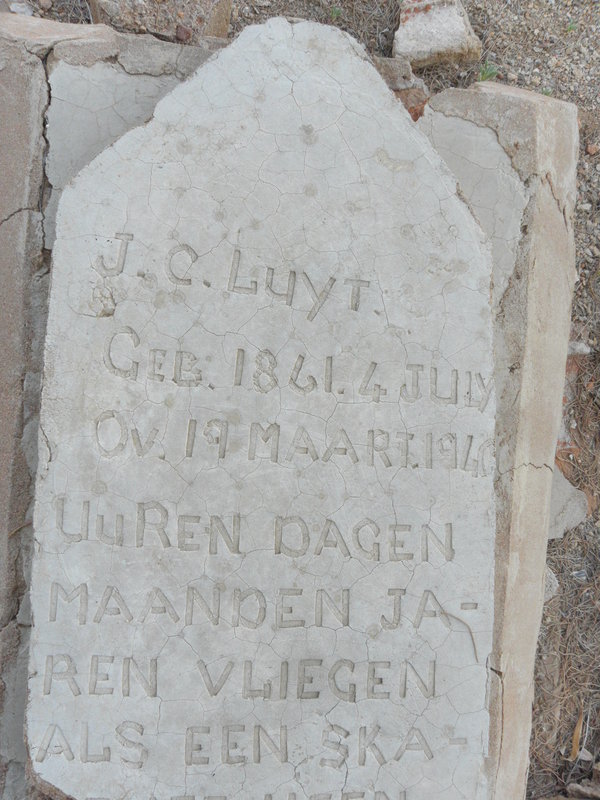 J. C. LUYT.
GEB. 1861. 4 JULY
OV. 19 MAART. 1940
UUREN DAGEN
MAANDEN JA-
REN VLIEGEN
ALS EEN SKA-